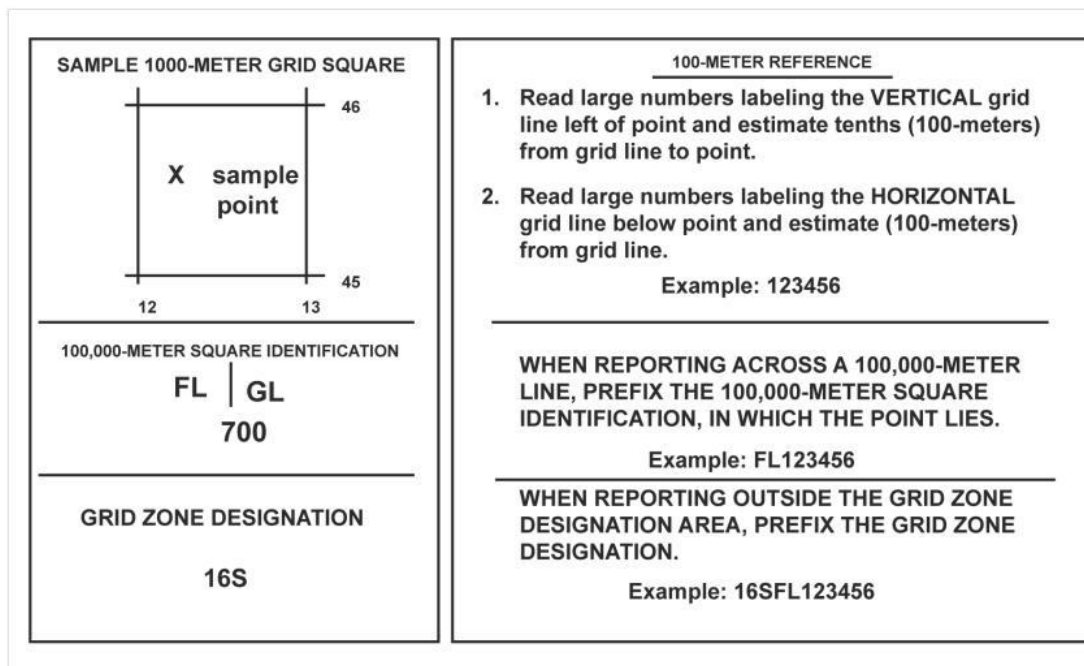 SAMPLE 1000-METER GRID SQUARE
46
X sample
point
45
12 13
100,000-METER SQUARE IDENTIFICATION
FL GL
700
GRID ZONE DESIGNATION
16S
100-METER REFERENCE
1. Read large numbers labeling the VERTICAL grid
line left of point and estimate tenths (100-meters)
from grid line to point.
2. Read large numbers labeling the HORIZONTAL
grid line below point and estimate (100-meters)
from grid line.
Example: 123456
WHEN REPORTING ACROSS A 100,000-METER
LINE, PREFIX THE 100,000-METER SQUARE
IDENTIFICATION, IN WHICH THE POINT LIES.
Example: FL123456
WHEN REPORTING OUTSIDE THE GRID ZONE
DESIGNATION AREA, PREFIX THE GRID ZONE
DESIGNATION.
Example: 16SFL123456